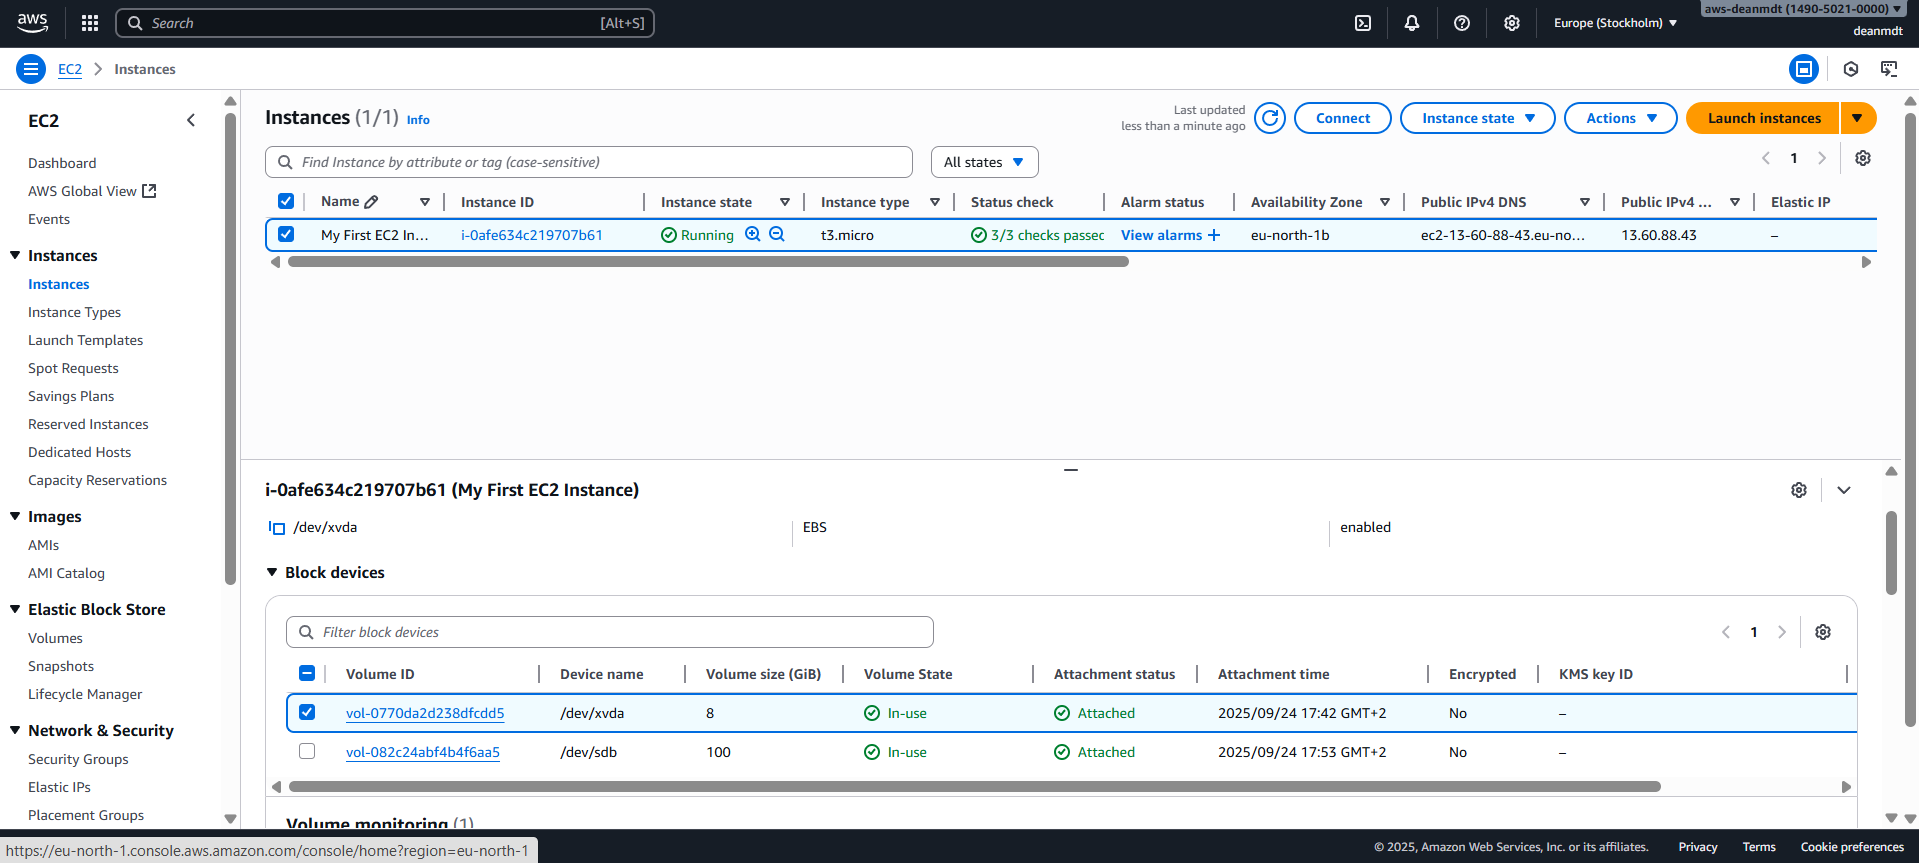 aws
Search [Alt+S]
Europe (Stockholm)
aws-deanmdt (1490-5021-0000)
deanmdt
EC2 Instances
EC2
Dashboard
AWS Global View
Events
Instances
Instances
Instance Types
Launch Templates
Spot Requests
Savings Plans
Reserved Instances
Dedicated Hosts
Capacity Reservations
Images
AMIs
AMI Catalog
Elastic Block Store
Volumes
Snapshots
Lifecycle Manager
Network & Security
Security Groups
Elastic IPs
Placement Groups
Instances (1/1) Info
Last updated
less than a minute ago
Connect Instance state Actions Launch instances
Find Instance by attribute or tag (case-sensitive) All states 1
Name Instance ID Instance state Instance type Status check Alarm status Availability Zone Public IPv4 DNS Public IPv4 ... Elastic IP
My First EC2 In... i-0afe634c219707b61 Running t3.micro 3/3 checks passec View alarms + eu-north-1b ec2-13-60-88-43.eu-no... 13.60.88.43 –
i-0afe634c219707b61 (My First EC2 Instance)
/dev/xvda EBS enabled
Block devices
Filter block devices 1
Volume ID Device name Volume size (GiB) Volume State Attachment status Attachment time Encrypted KMS key ID
vol-0770da2d238dfcdd5 /dev/xvda 8 In-use Attached 2025/09/24 17:42 GMT+2 No –
vol-082c24abf4b4f6aa5 /dev/sdb 100 In-use Attached 2025/09/24 17:53 GMT+2 No –
Volume monitoring (1)
https://eu-north-1.console.aws.amazon.com/console/home?region=eu-north-1
© 2025, Amazon Web Services, Inc. or its affiliates. Privacy Terms Cookie preferences